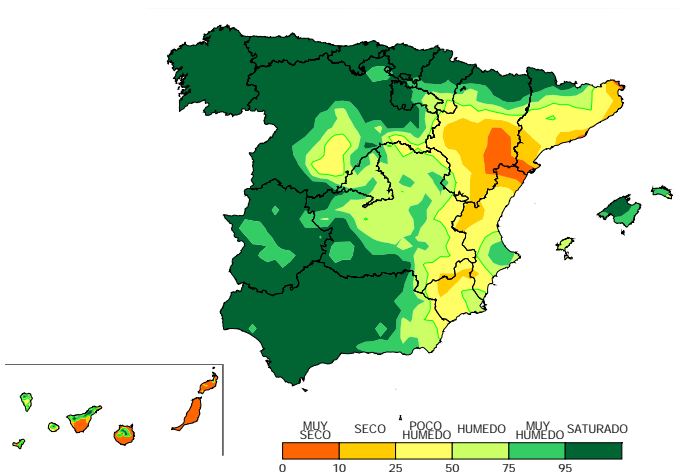 MUY SECO
SECO
POCO HUMEDO
HUMEDO
MUY HUMEDO
SATURADO
0 10 25 50 75 95